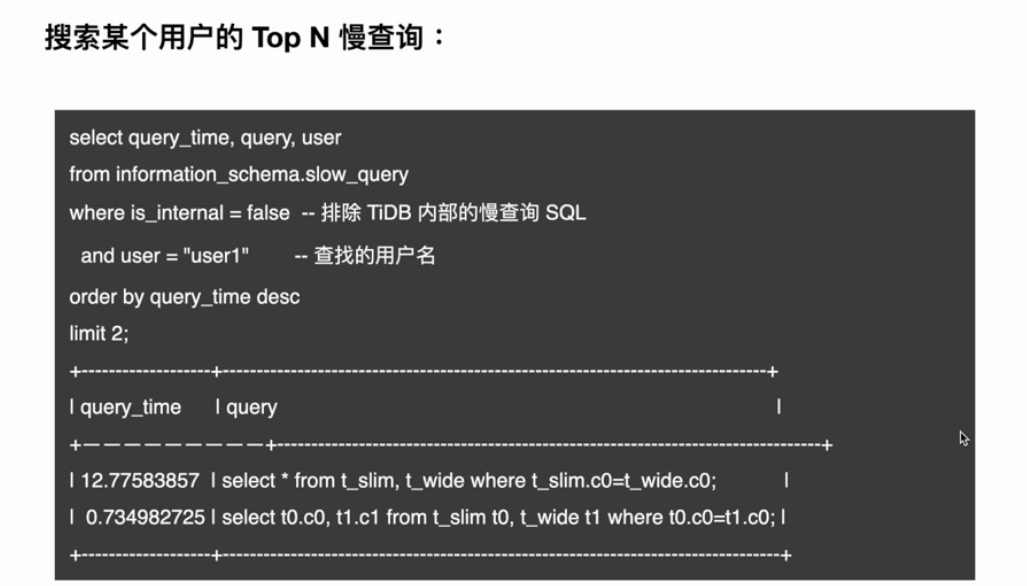 搜索某个用户的 Top N 慢查询：
select query_time, query, user
from information_schema.slow_query
where is_internal = false  -- 排除 TiDB 内部的慢查询 SQL
and user = "user1"        -- 查找的用户名
order by query_time desc
limit 2;
+-------------------+--------------------------------------------------------------------------------+
| query_time      | query                                                                                    |
+—————————+--------------------------------------------------------------------------------+
| 12.77583857  | select * from t_slim, t_wide where t_slim.c0=t_wide.c0;            |
|  0.734982725 | select t0.c0, t1.c1 from t_slim t0, t_wide t1 where t0.c0=t1.c0; |
+-------------------+----------------------------------------------------------------------------------+